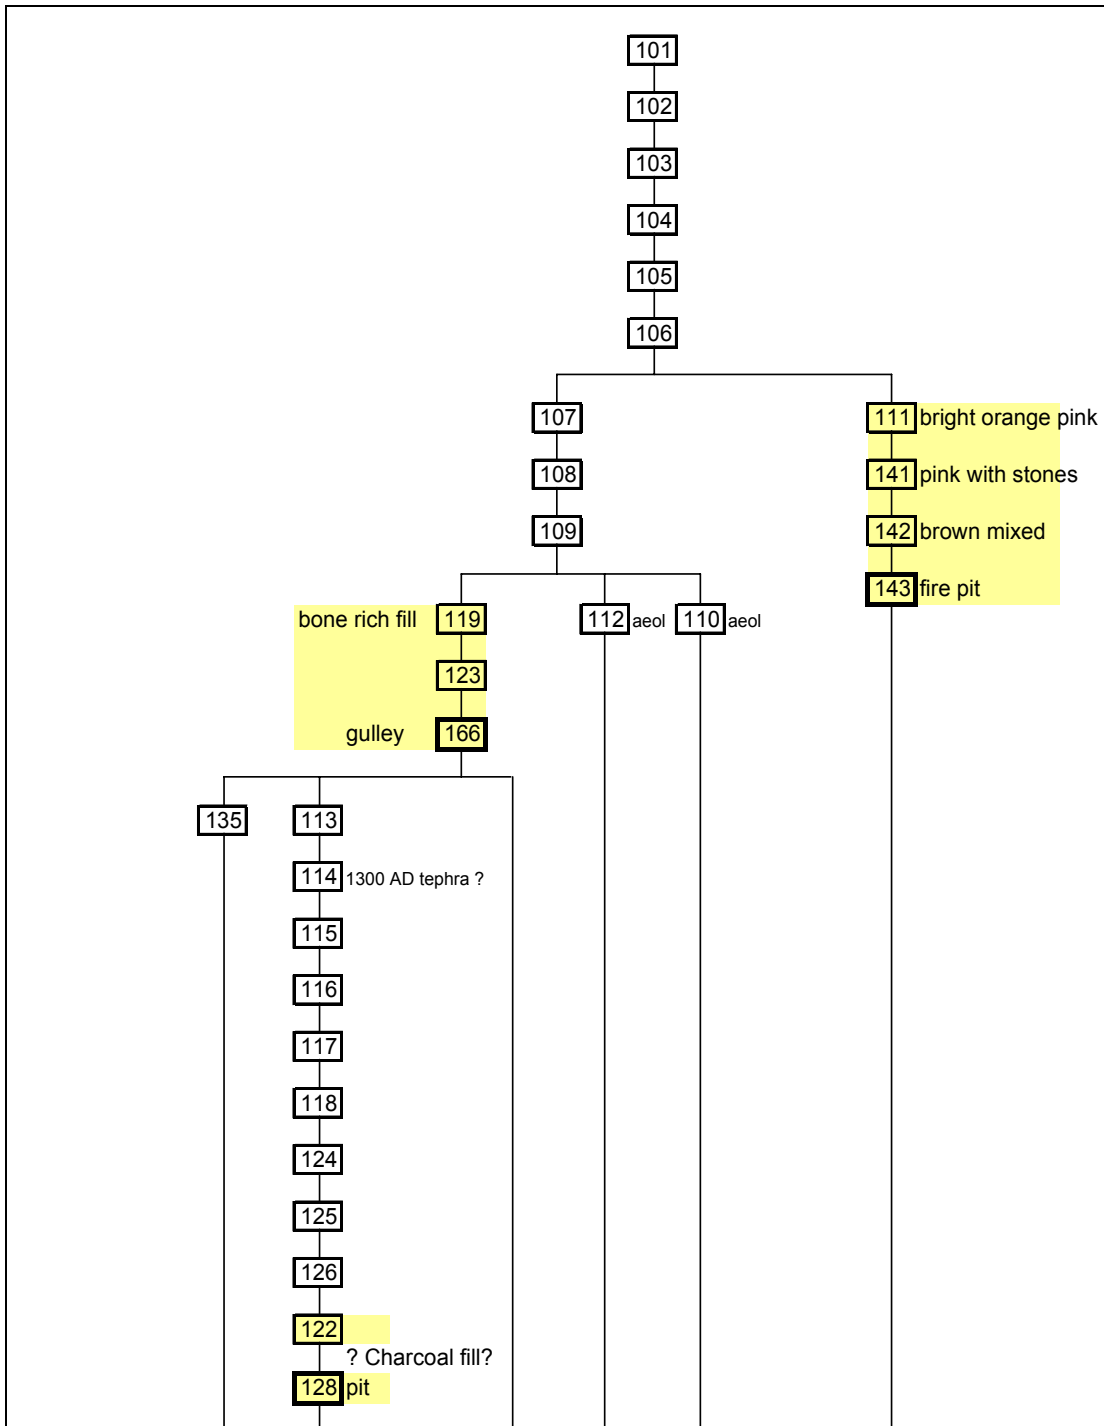 101
102
103
104
105
106
107
111 bright orange pink
108
141 pink with stones
109
142 brown mixed
143 fire pit
bone rich fill 119
112 aeol
110 aeol
123
gulley 166
135
113
114 1300 AD tephra ?
115
116
117
118
124
125
126
122
? Charcoal fill?
128 pit